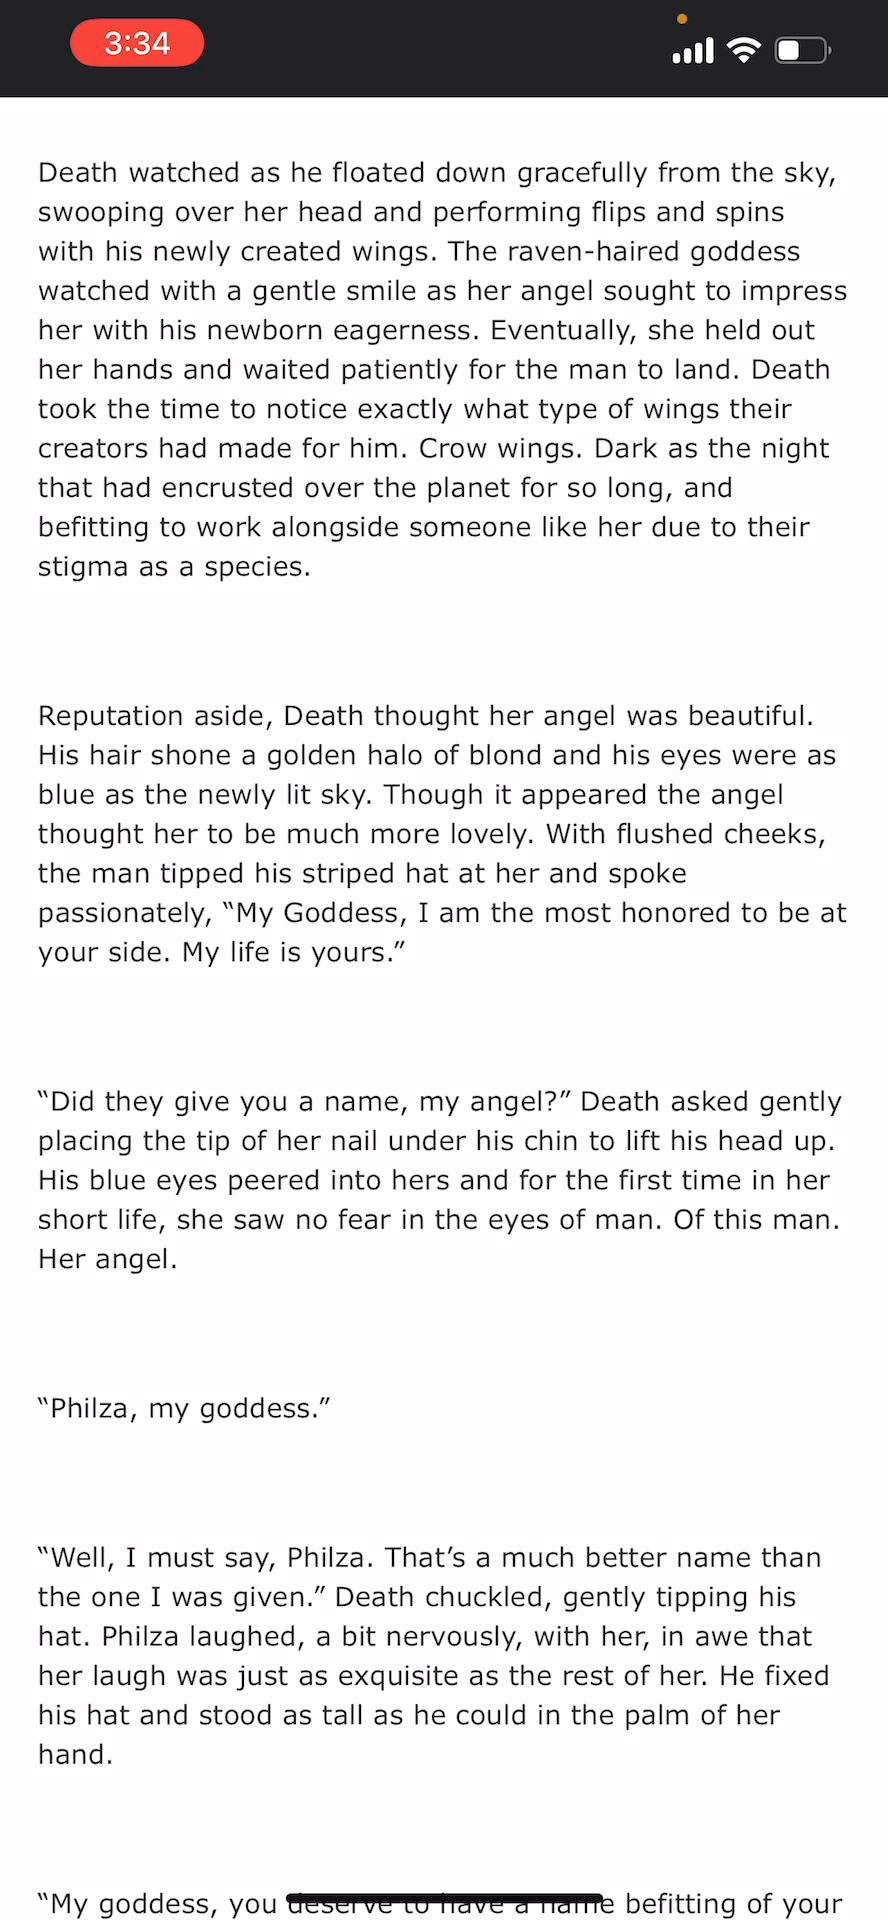 3:34
Death watched as he floated down gracefully from the sky,
swooping over her head and performing flips and spins
with his newly created wings. The raven-haired goddess
watched with a gentle smile as her angel sought to impress
her with his newborn eagerness. Eventually, she held out
her hands and waited patiently for the man to land. Death
took the time to notice exactly what type of wings their
creators had made for him. Crow wings. Dark as the night
that had encrusted over the planet for so long, and
befitting to work alongside someone like her due to their
stigma as a species.
Reputation aside, Death thought her angel was beautiful.
His hair shone a golden halo of blond and his eyes were as
blue as the newly lit sky. Though it appeared the angel
thought her to be much more lovely. With flushed cheeks,
the man tipped his striped hat at her and spoke
passionately, “My Goddess, I am the most honored to be at
your side. My life is yours.”
“Did they give you a name, my angel?” Death asked gently
placing the tip of her nail under his chin to lift his head up.
His blue eyes peered into hers and for the first time in her
short life, she saw no fear in the eyes of man. Of this man.
Her angel.
“Philza, my goddess.”
“Well, I must say, Philza. That’s a much better name than
the one I was given.” Death chuckled, gently tipping his
hat. Philza laughed, a bit nervously, with her, in awe that
her laugh was just as exquisite as the rest of her. He fixed
his hat and stood as tall as he could in the palm of her
hand.
“My goddess, you deserve to have a name befitting of your